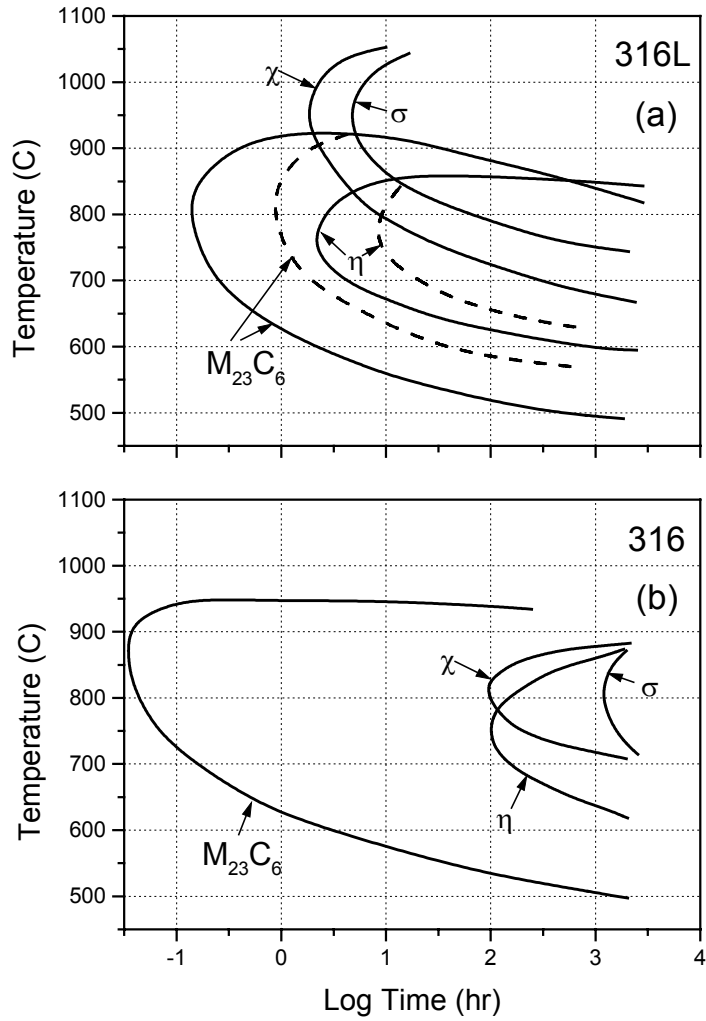 1100
316L
χ
1000
σ
(a)
900
Temperature (C)
800
η
700
600
M₂₃C₆
500
1100
316
1000
(b)
900
χ
σ
Temperature (C)
800
700
η
600
M₂₃C₆
500
-1 0 1 2 3 4
Log Time (hr)